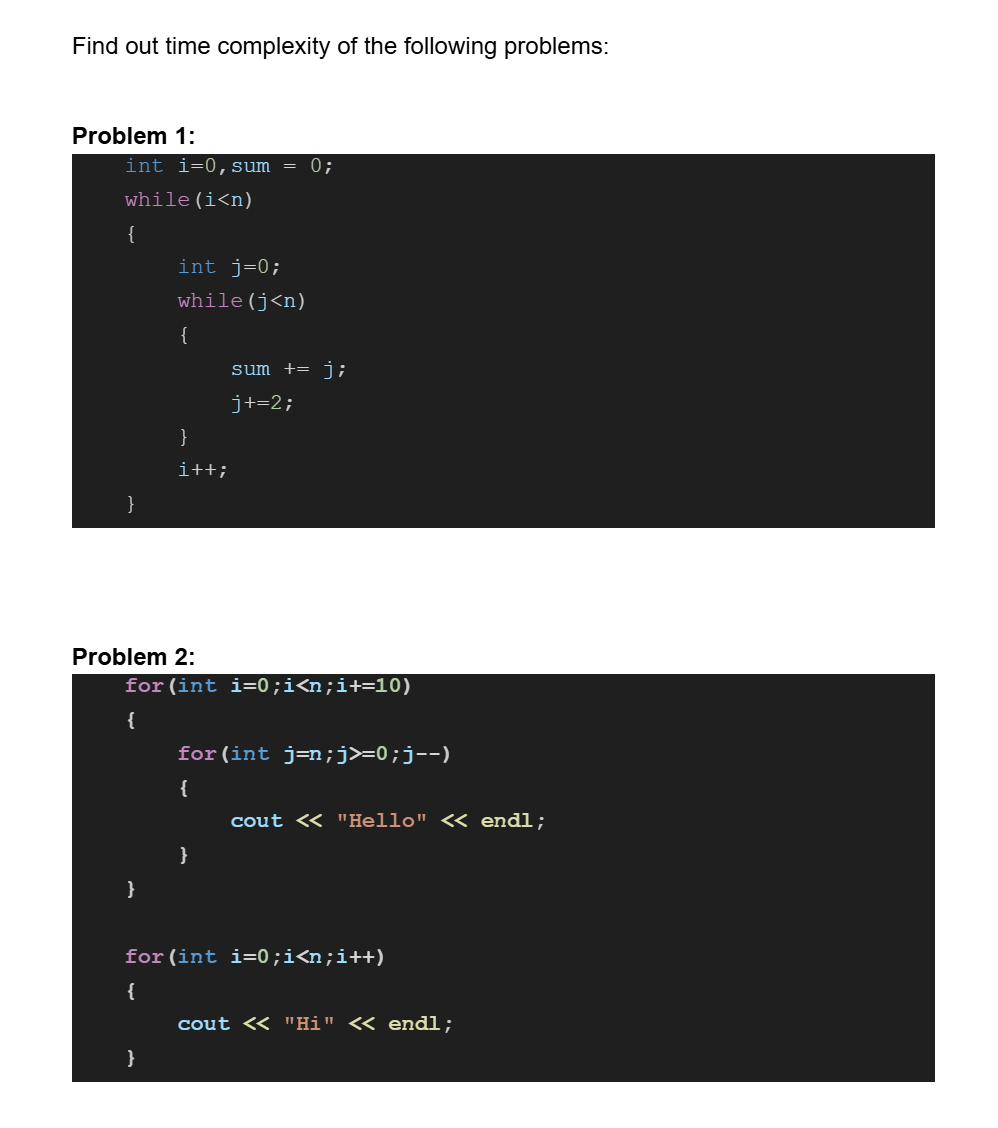 Find out time complexity of the following problems:
Problem 1:
int i=0,sum = 0;
while(i<n)
{
int j=0;
while(j<n)
{
sum += j;
j+=2;
}
i++;
}
Problem 2:
for(int i=0;i<n;i+=10)
{
for(int j=n;j>=0;j--)
{
cout << "Hello" << endl;
}
}
for(int i=0;i<n;i++)
{
cout << "Hi" << endl;
}